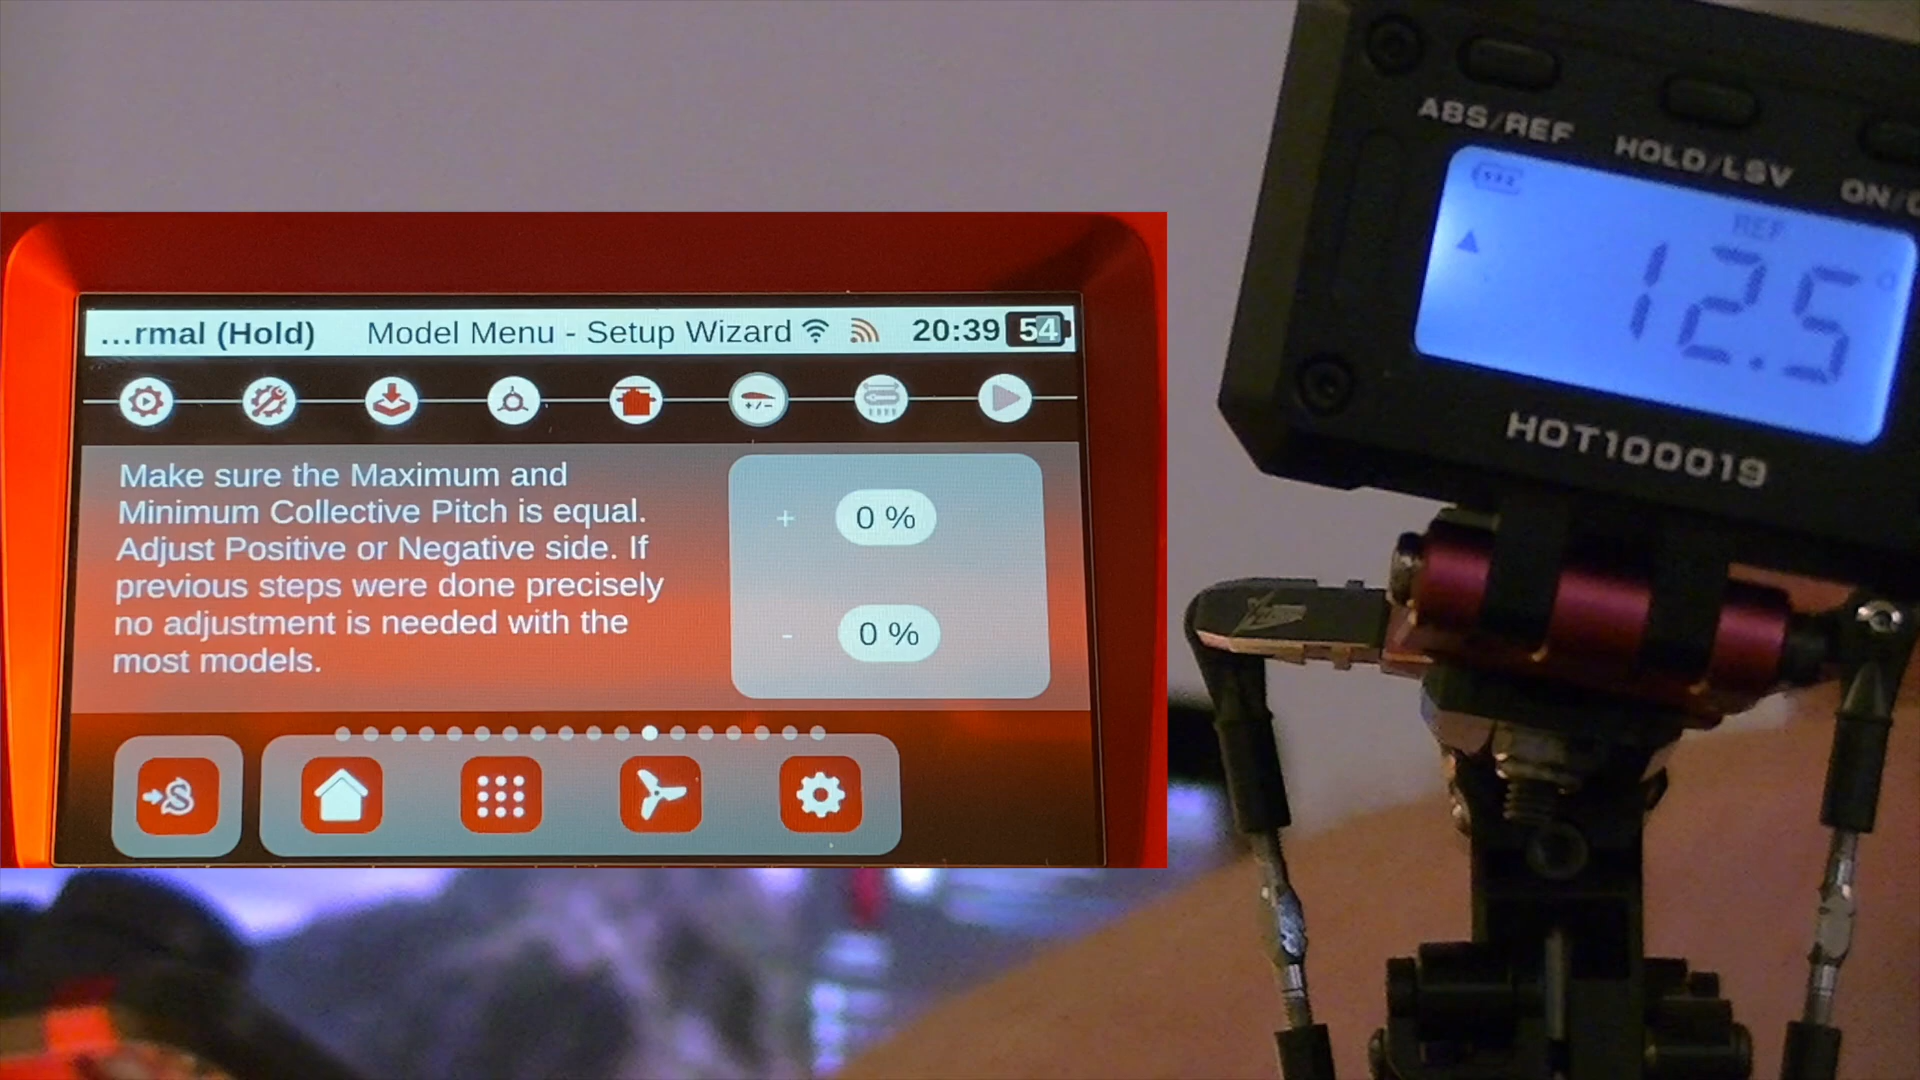 ...rmal (Hold) Model Menu - Setup Wizard 20:39 54
Make sure the Maximum and
Minimum Collective Pitch is equal.
Adjust Positive or Negative side. If
previous steps were done precisely
no adjustment is needed with the
most models.
+ 0 %
- 0 %
ABS/REF HOLD/LSV
REF
12.5°
HOT100019